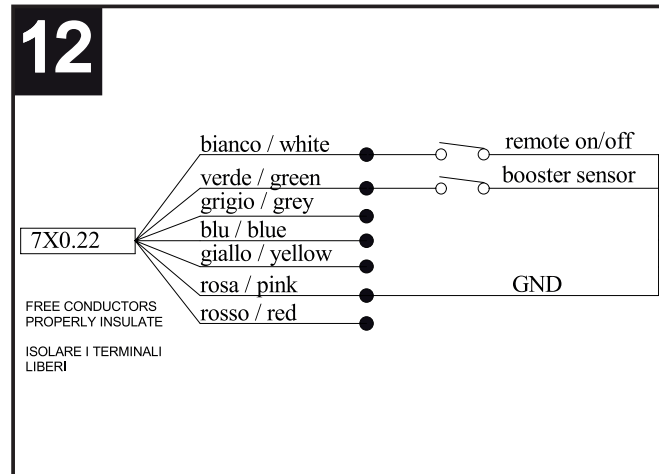 12
bianco / white
remote on/off
verde / green
booster sensor
grigio / grey
7X0.22
blu / blue
giallo / yellow
rosa / pink
GND
rosso / red
FREE CONDUCTORS
PROPERLY INSULATE
ISOLARE I TERMINALI
LIBERI